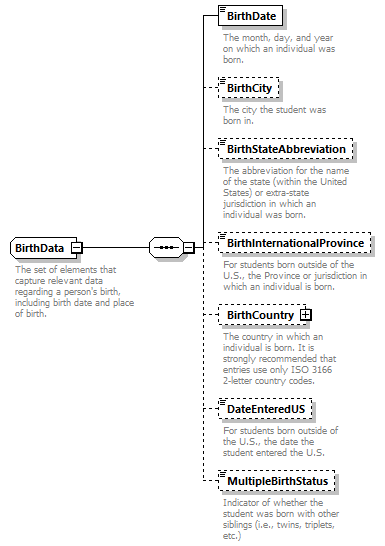 BirthDate
The month, day, and year
on which an individual was
born.
BirthCity
The city the student was
born in.
BirthStateAbbreviation
The abbreviation for the name
of the state (within the United
States) or extra-state
jurisdiction in which an
individual was born.
BirthData
The set of elements that
capture relevant data
regarding a person's birth,
including birth date and place
of birth.
BirthInternationalProvince
For students born outside of the
U.S., the Province or jurisdiction in
which an individual is born.
BirthCountry
The country in which an
individual is born. It is
strongly recommended that
entries use only ISO 3166
2-letter country codes.
DateEnteredUS
For students born outside of
the U.S., the date the
student entered the U.S.
MultipleBirthStatus
Indicator of whether the
student was born with other
siblings (i.e., twins, triplets,
etc.)